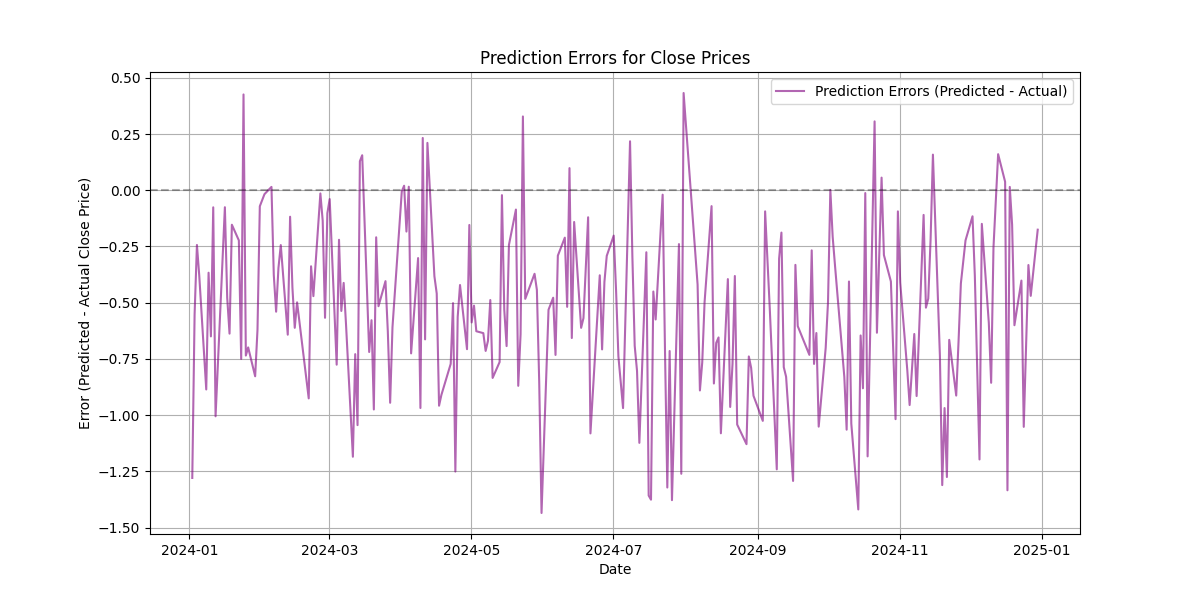 Prediction Errors for Close Prices
Prediction Errors (Predicted - Actual)
Error (Predicted - Actual Close Price)
0.50
0.25
0.00
−0.25
−0.50
−0.75
−1.00
−1.25
−1.50
2024-01 2024-03 2024-05 2024-07 2024-09 2024-11 2025-01
Date